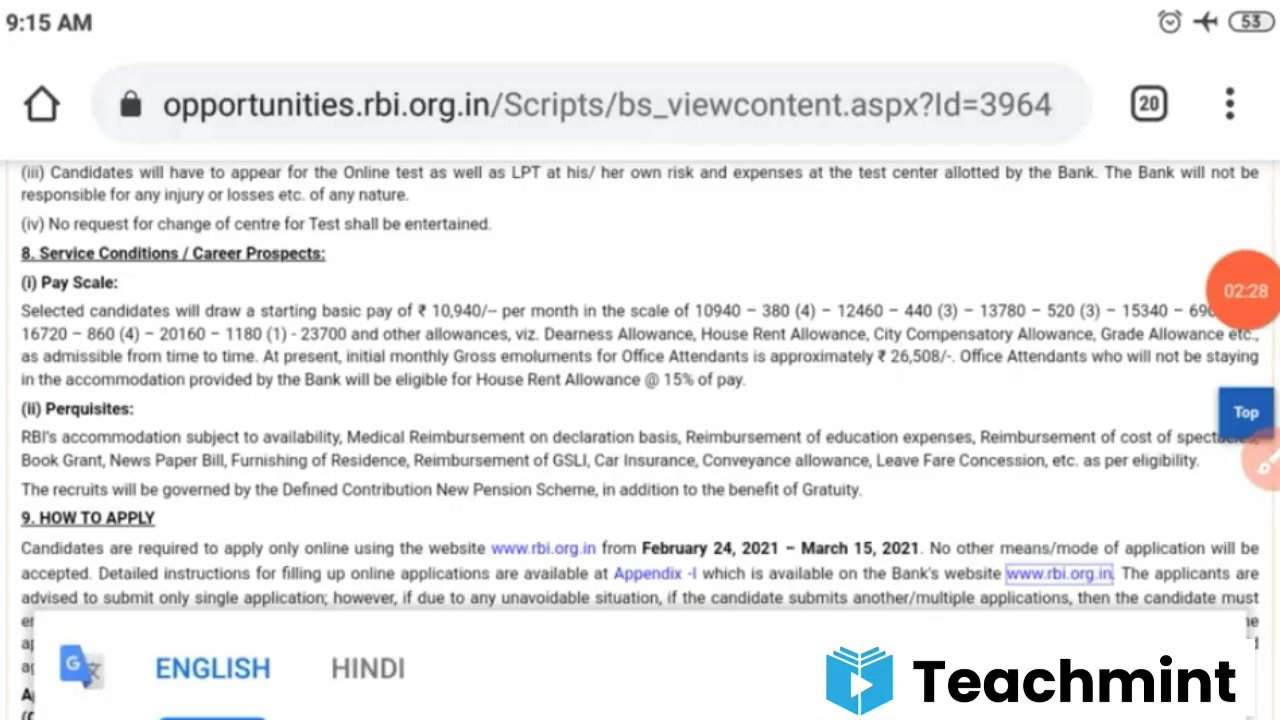 9:15 AM
53
opportunities.rbi.org.in/Scripts/bs_viewcontent.aspx?Id=3964
20
(iii) Candidates will have to appear for the Online test as well as LPT at his/ her own risk and expenses at the test center allotted by the Bank. The Bank will not be
responsible for any injury or losses etc. of any nature.
(iv) No request for change of centre for Test shall be entertained.
8. Service Conditions / Career Prospects:
(i) Pay Scale:
02:28
Selected candidates will draw a starting basic pay of ₹ 10,940/-- per month in the scale of 10940 – 380 (4) – 12460 – 440 (3) – 13780 – 520 (3) – 15340 –
16720 – 860 (4) – 20160 – 1180 (1) - 23700 and other allowances, viz. Dearness Allowance, House Rent Allowance, City Compensatory Allowance, Grade Allowance etc.,
as admissible from time to time. At present, initial monthly Gross emoluments for Office Attendants is approximately ₹ 26,508/-. Office Attendants who will not be staying
in the accommodation provided by the Bank will be eligible for House Rent Allowance @ 15% of pay.
(ii) Perquisites:
Top
RBI's accommodation subject to availability, Medical Reimbursement on declaration basis, Reimbursement of education expenses, Reimbursement of cost of
Book Grant, News Paper Bill, Furnishing of Residence, Reimbursement of GSLI, Car Insurance, Conveyance allowance, Leave Fare Concession, etc. as per eligibility.
The recruits will be governed by the Defined Contribution New Pension Scheme, in addition to the benefit of Gratuity.
9. HOW TO APPLY
Candidates are required to apply only online using the website www.rbi.org.in from February 24, 2021 – March 15, 2021. No other means/mode of application will be
accepted. Detailed instructions for filling up online applications are available at Appendix -I which is available on the Bank's website www.rbi.org.in. The applicants are
advised to submit only single application; however, if due to any unavoidable situation, if the candidate submits another/multiple applications, then the candidate must
G
ENGLISH HINDI
Teachmint